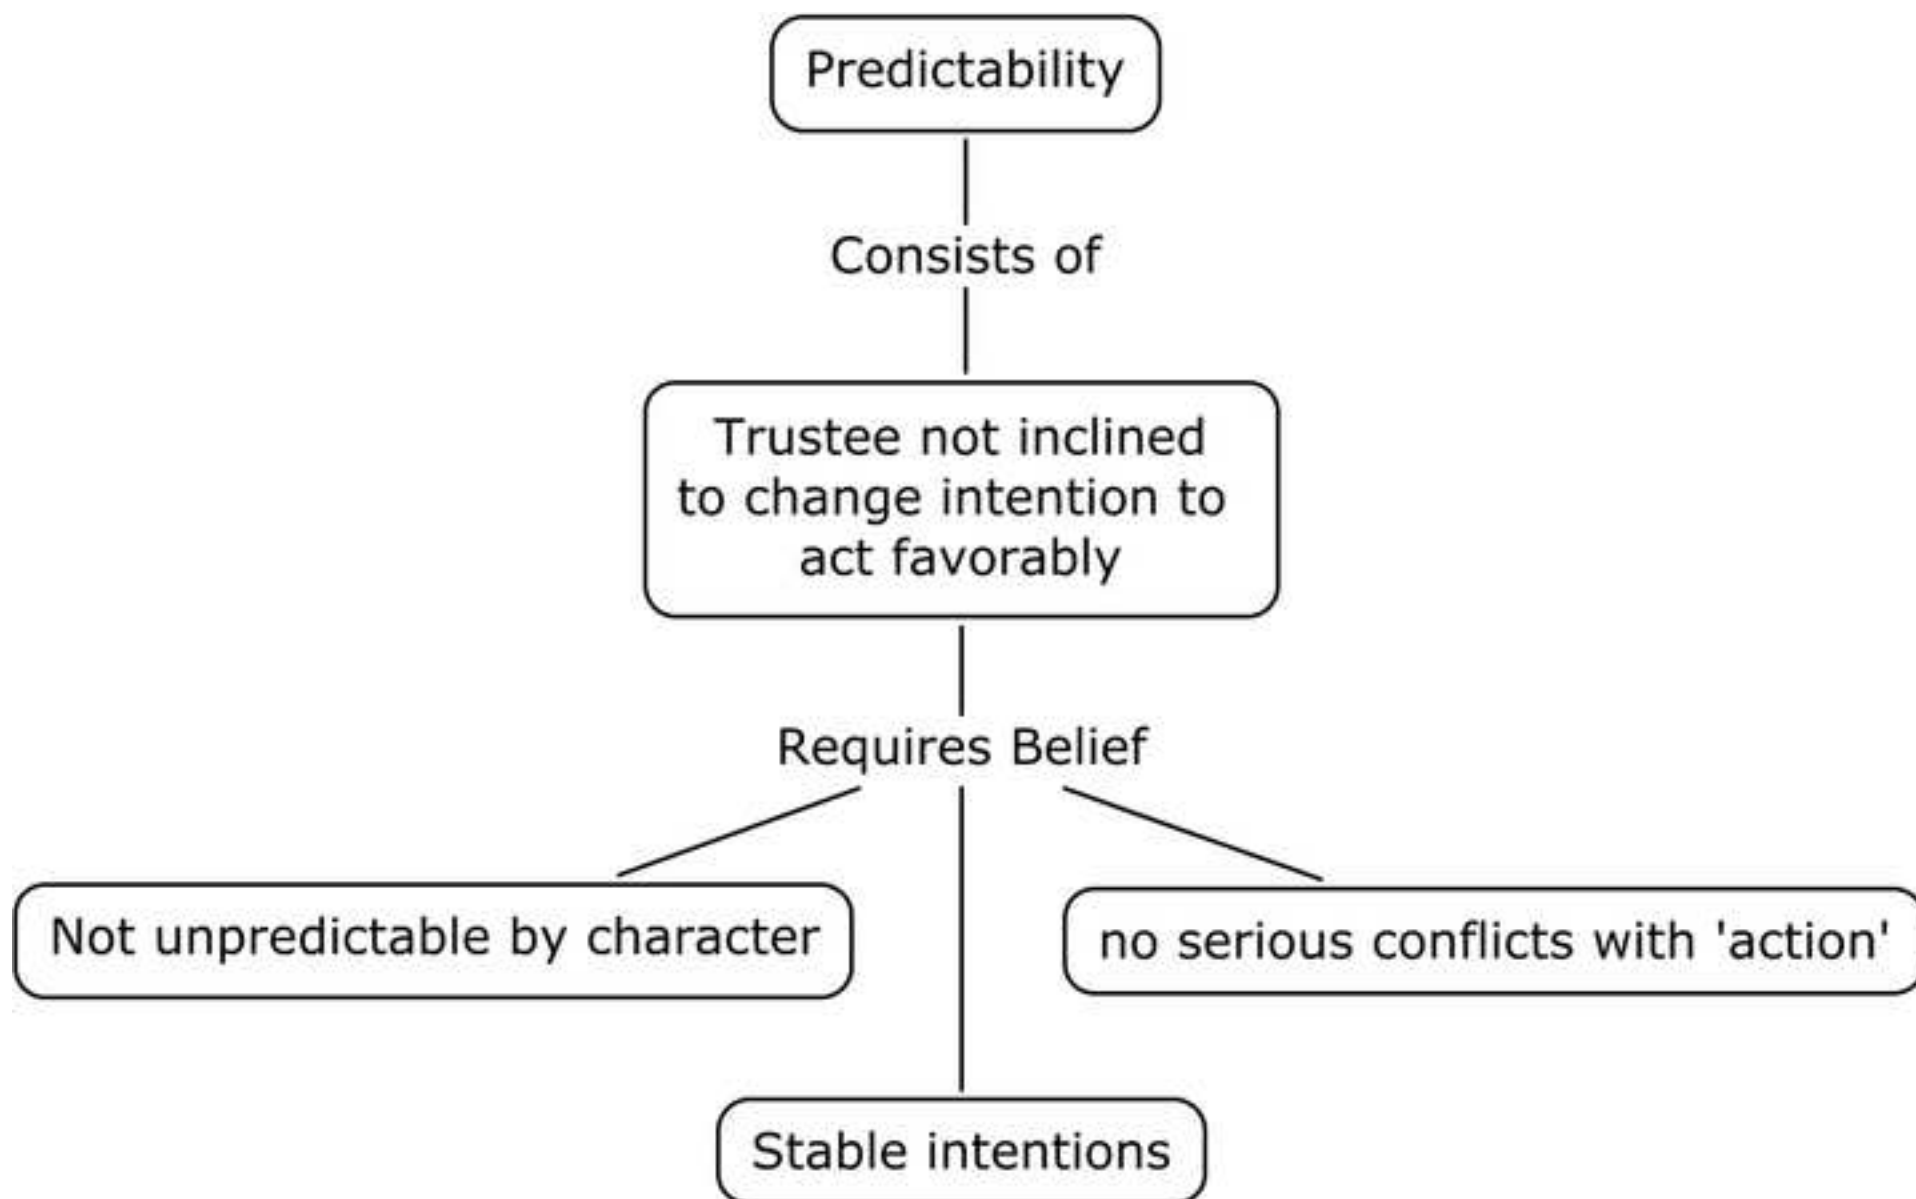 Predictability
Consists of
Trustee not inclined
to change intention to
act favorably
Requires Belief
Not unpredictable by character
no serious conflicts with 'action'
Stable intentions